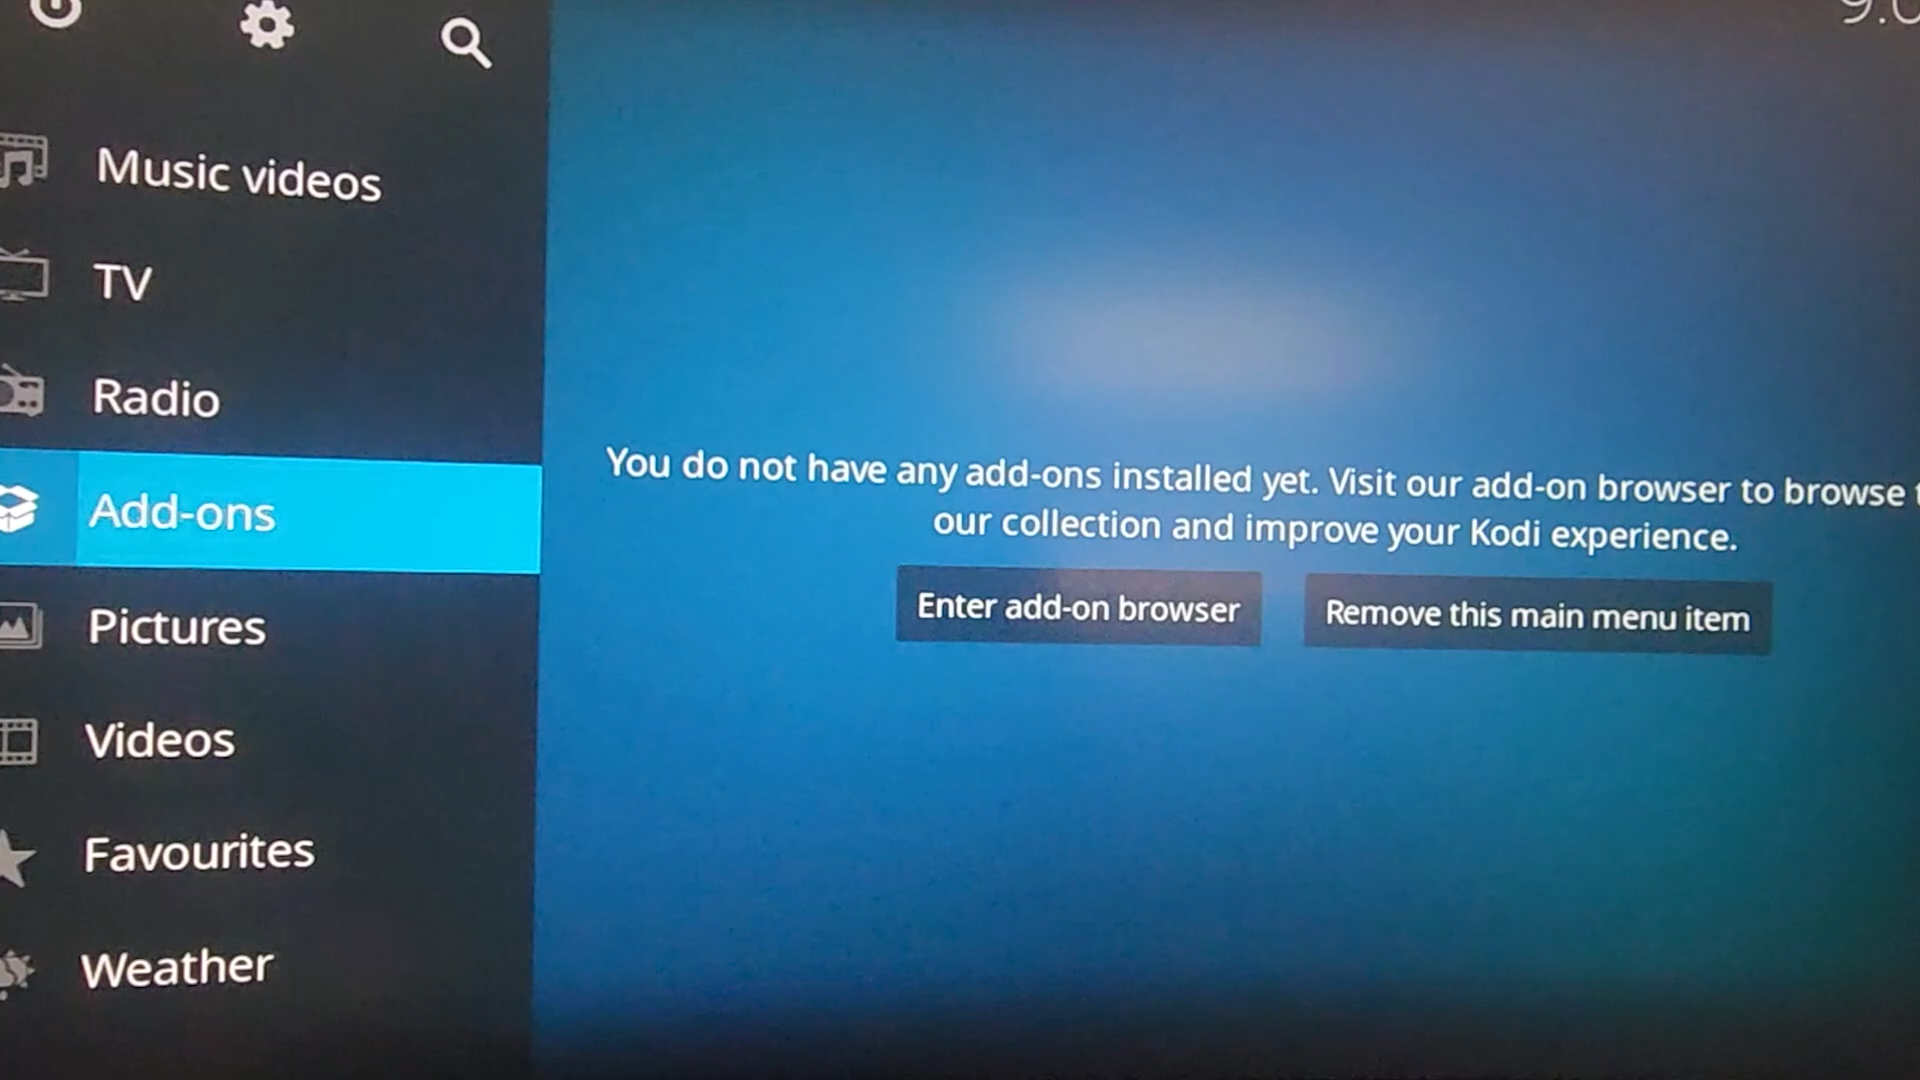 9.0
Music videos
TV
Radio
Add-ons
Pictures
Videos
Favourites
Weather
You do not have any add-ons installed yet. Visit our add-on browser to browse
our collection and improve your Kodi experience.
Enter add-on browser
Remove this main menu item